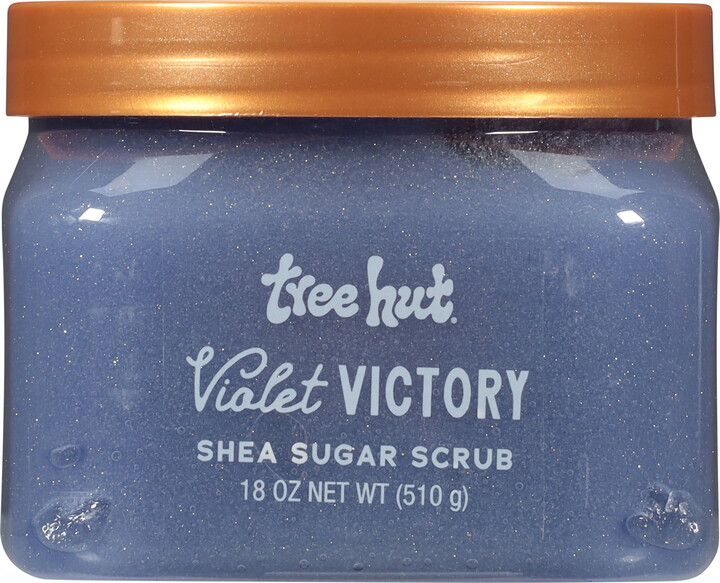 tree hut.
Violet VICTORY
SHEA SUGAR SCRUB
18 OZ NET WT (510 g)